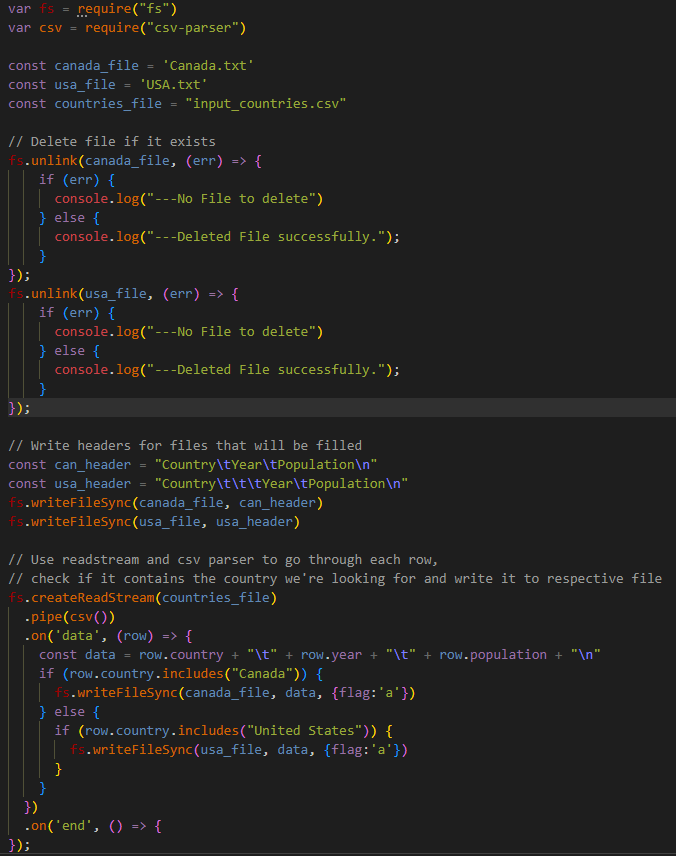 var fs = require("fs")
var csv = require("csv-parser")

const canada_file = 'Canada.txt'
const usa_file = 'USA.txt'
const countries_file = "input_countries.csv"

// Delete file if it exists
fs.unlink(canada_file, (err) => {
    if (err) {
      console.log("---No File to delete")
    } else {
      console.log("---Deleted File successfully.");
    }
});
fs.unlink(usa_file, (err) => {
    if (err) {
      console.log("---No File to delete")
    } else {
      console.log("---Deleted File successfully.");
    }
});

// Write headers for files that will be filled
const can_header = "Country\tYear\tPopulation\n"
const usa_header = "Country\t\t\tYear\tPopulation\n"
fs.writeFileSync(canada_file, can_header)
fs.writeFileSync(usa_file, usa_header)

// Use readstream and csv parser to go through each row,
// check if it contains the country we're looking for and write it to respective file
fs.createReadStream(countries_file)
  .pipe(csv())
  .on('data', (row) => {
    const data = row.country + "\t" + row.year + "\t" + row.population + "\n"
    if (row.country.includes("Canada")) {
      fs.writeFileSync(canada_file, data, {flag:'a'})
    } else {
      if (row.country.includes("United States")) {
        fs.writeFileSync(usa_file, data, {flag:'a'})
      }
    }
  })
  .on('end', () => {
});